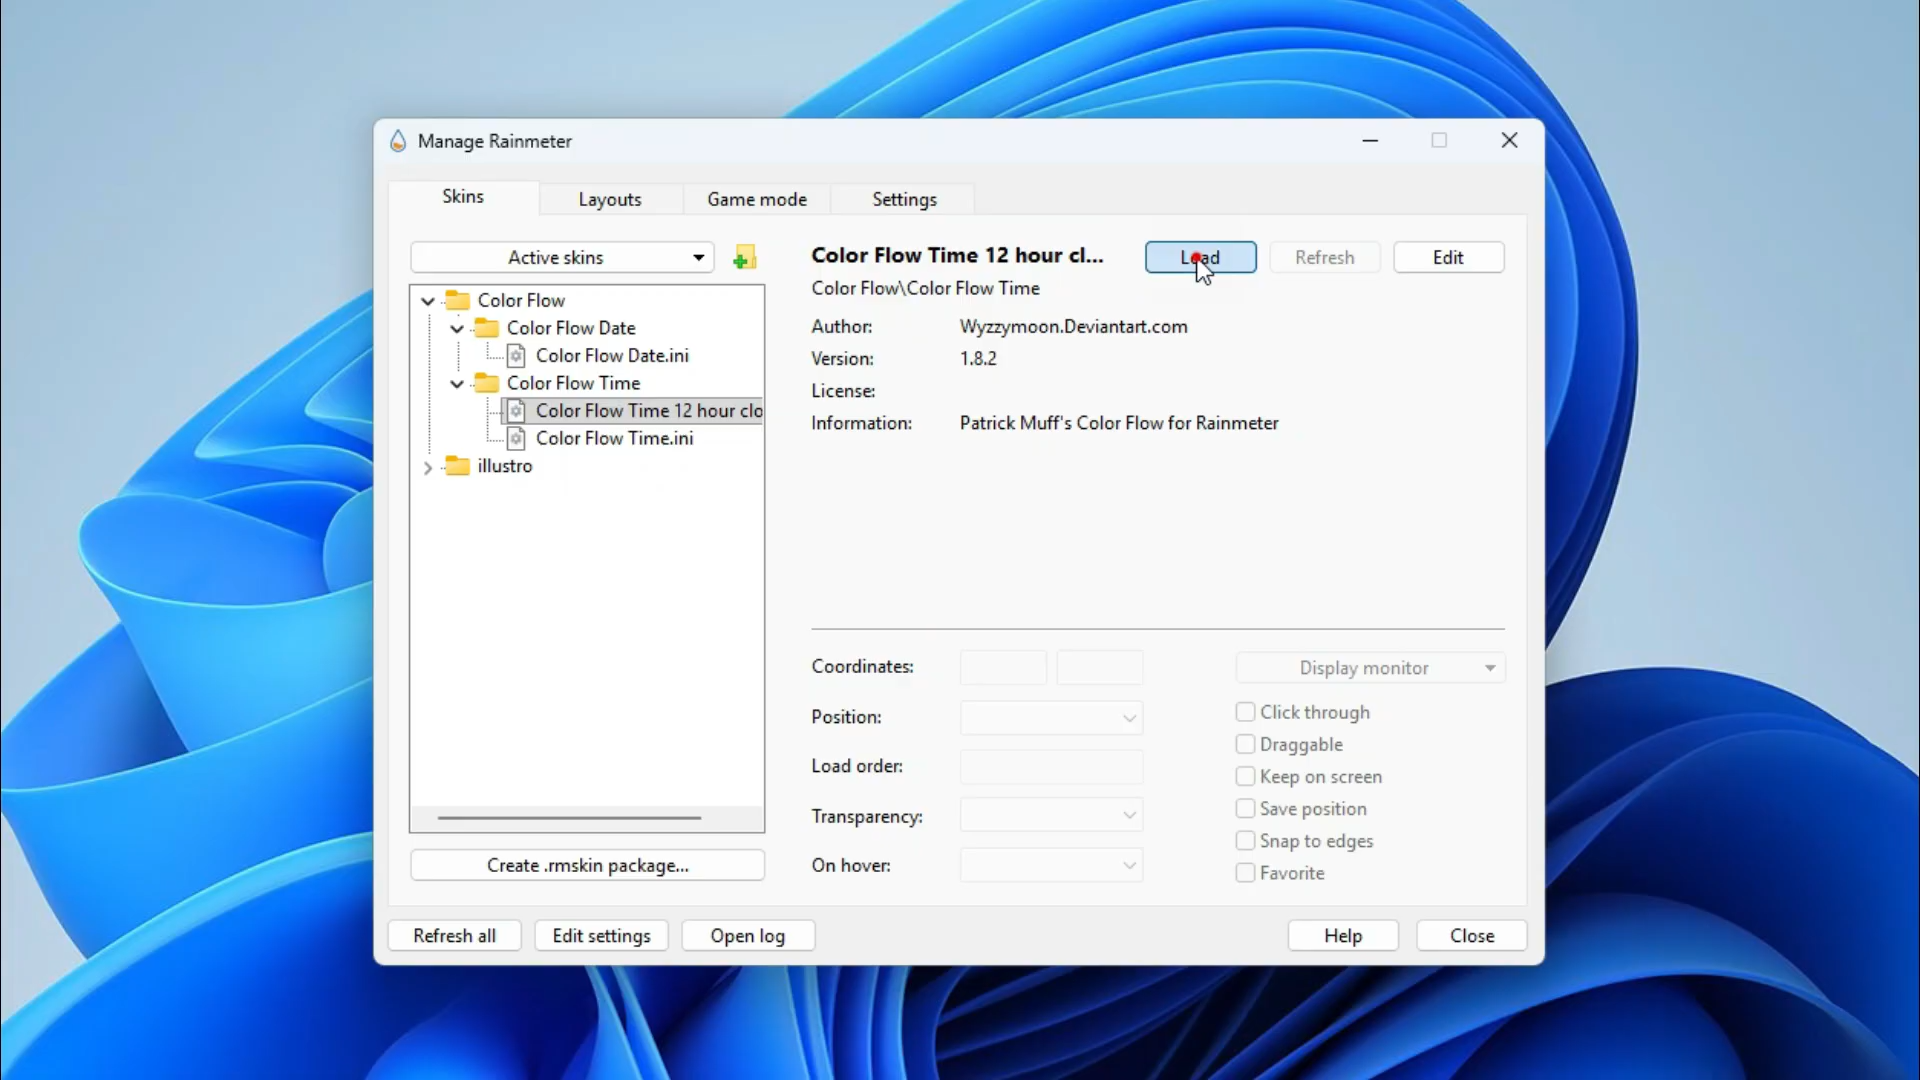 Manage Rainmeter
Skins
Layouts
Game mode
Settings
Active skins
Color Flow
Color Flow Date
Color Flow Date.ini
Color Flow Time
Color Flow Time 12 hour clo
Color Flow Time.ini
illustro
Create .rmskin package...
Color Flow Time 12 hour cl...
Load
Refresh
Edit
Color Flow\Color Flow Time
Author: Wyzzymoon.Deviantart.com
Version: 1.8.2
License:
Information: Patrick Muff's Color Flow for Rainmeter
Coordinates:
Position:
Load order:
Transparency:
On hover:
Display monitor
Click through
Draggable
Keep on screen
Save position
Snap to edges
Favorite
Refresh all
Edit settings
Open log
Help
Close